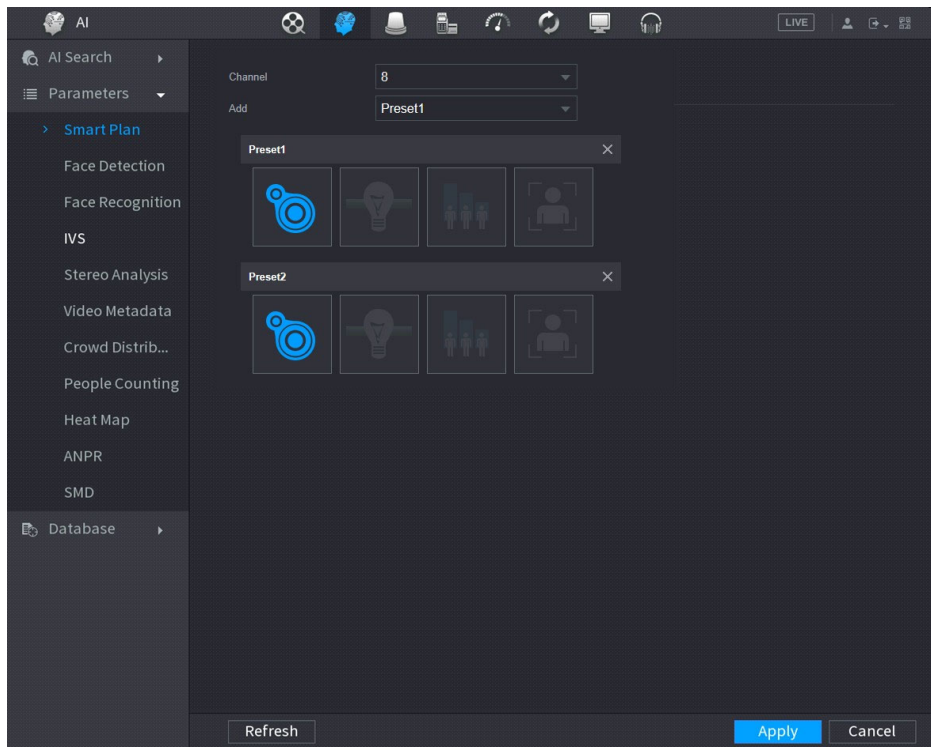 AI
LIVE
AI Search
Parameters
Smart Plan
Face Detection
Face Recognition
IVS
Stereo Analysis
Video Metadata
Crowd Distrib...
People Counting
Heat Map
ANPR
SMD
Database
Channel
8
Add
Preset1
Preset1
Preset2
Refresh
Apply
Cancel